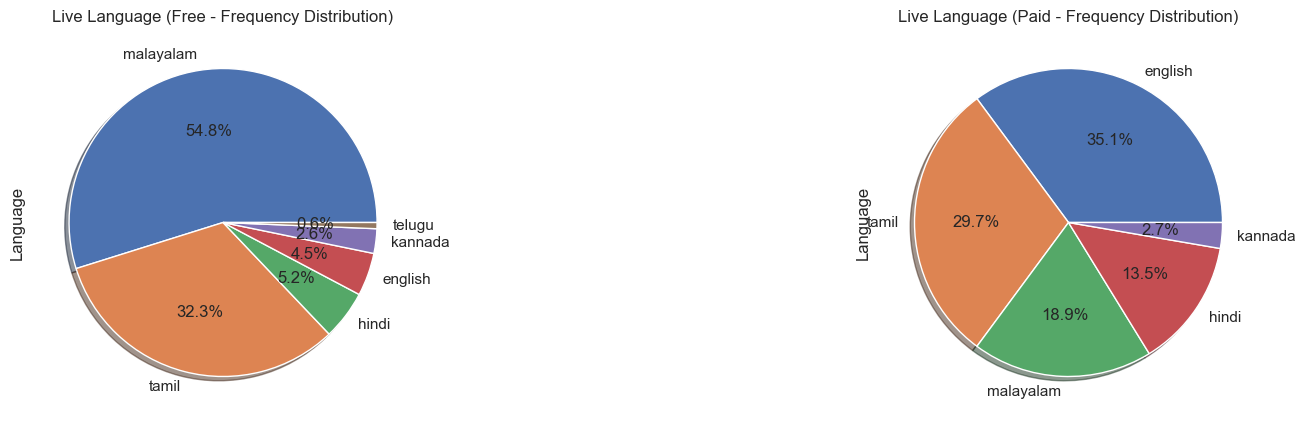 Live Language (Free - Frequency Distribution)
malayalam
54.8%
Language
0.6%
telugu
2.6%
kannada
4.5%
english
5.2%
hindi
32.3%
tamil
Live Language (Paid - Frequency Distribution)
english
35.1%
Language
tamil
29.7%
2.7%
kannada
13.5%
hindi
18.9%
malayalam